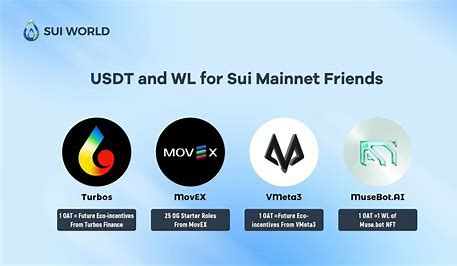 SUI WORLD
USDT and WL for Sui Mainnet Friends
MOVEX
Turbos
MovEX
VMeta3
MuseBot.AI
1 OAT = Future Eco-incentives
From Turbos Finance
25 OG Starter Roles
From MovEX
1 OAT =Future Eco-
incentives From VMeta3
1 OAT =1 WL of
Muse.bot NFT